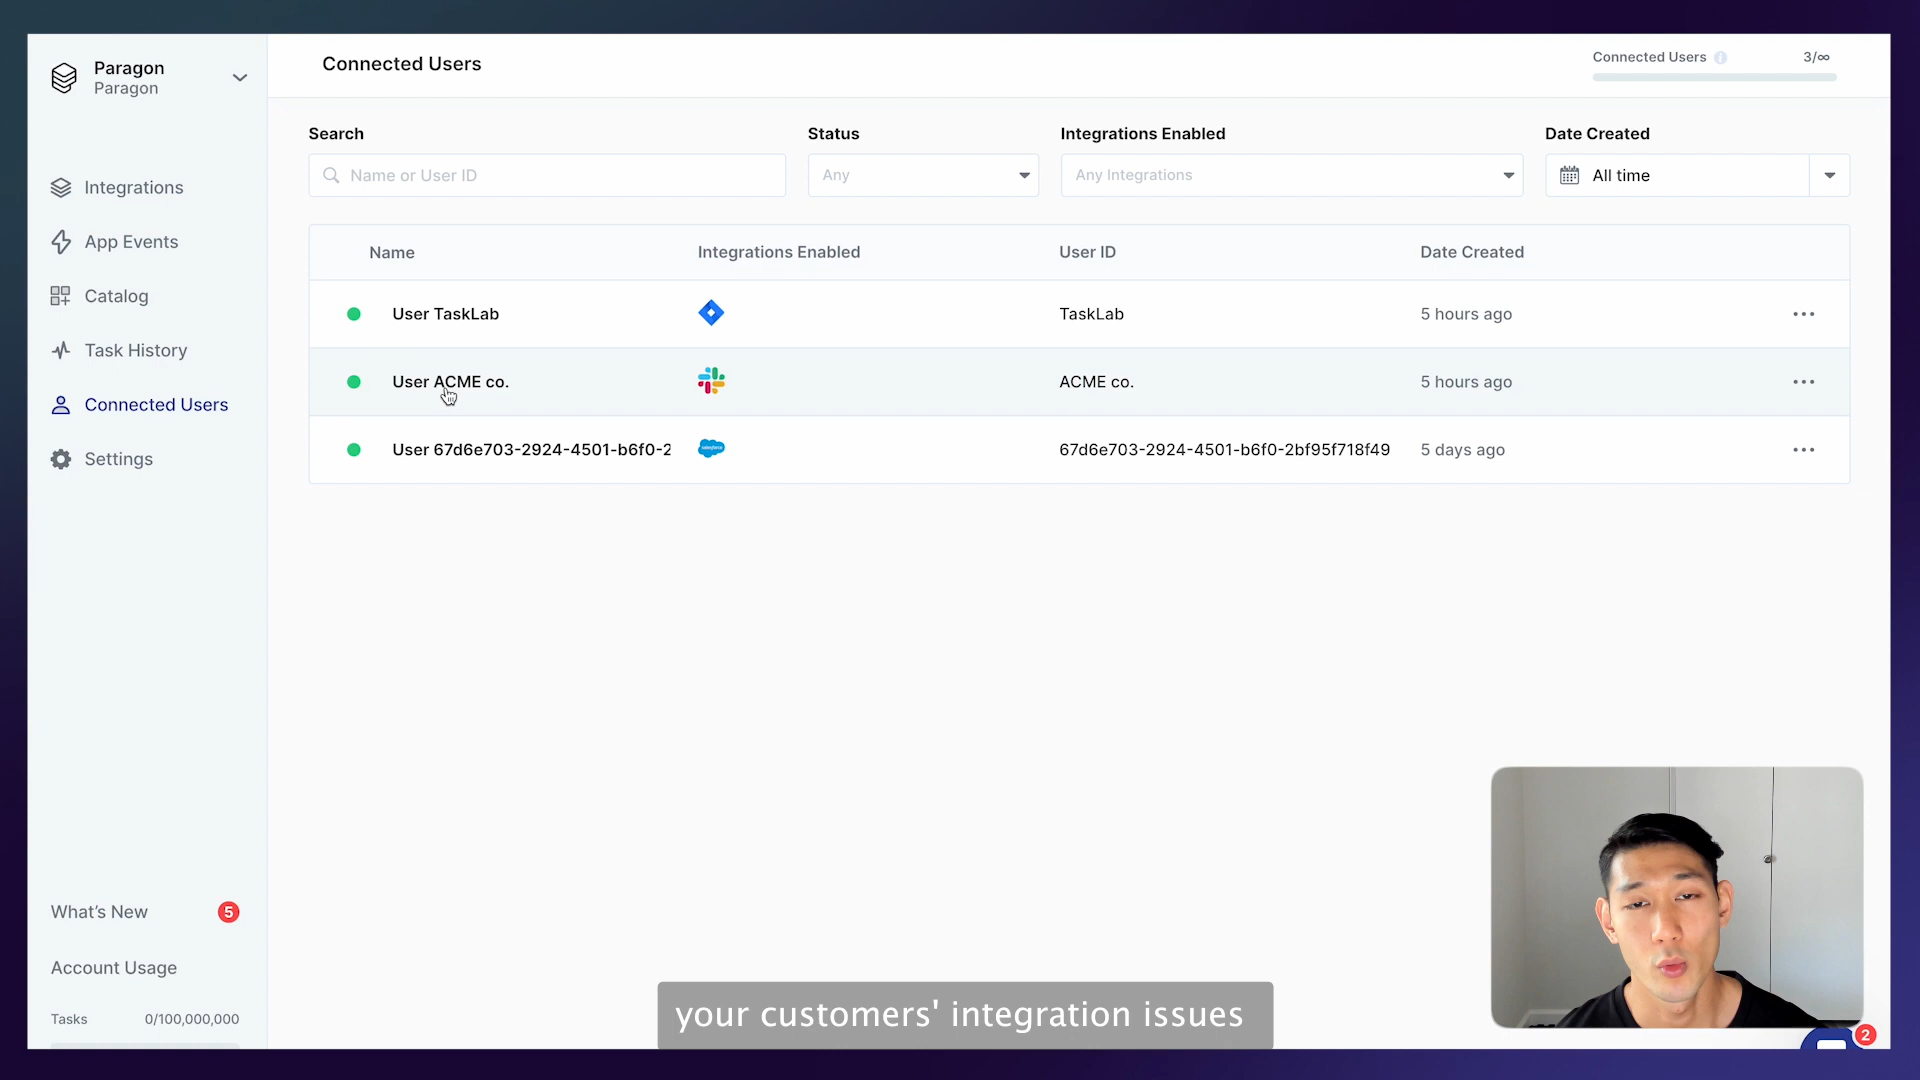 Paragon
Paragon
Connected Users
Connected Users
3/∞
Integrations
App Events
Catalog
Task History
Connected Users
Settings
Search
Status
Integrations Enabled
Date Created
Name or User ID
Any
Any Integrations
All time
Name
Integrations Enabled
User ID
Date Created
User TaskLab
TaskLab
5 hours ago
User ACME co.
ACME co.
5 hours ago
User 67d6e703-2924-4501-b6f0-2
salesforce
67d6e703-2924-4501-b6f0-2bf95f718f49
5 days ago
What's New
5
Account Usage
Tasks
0/100,000,000
your customers' integration issues
2